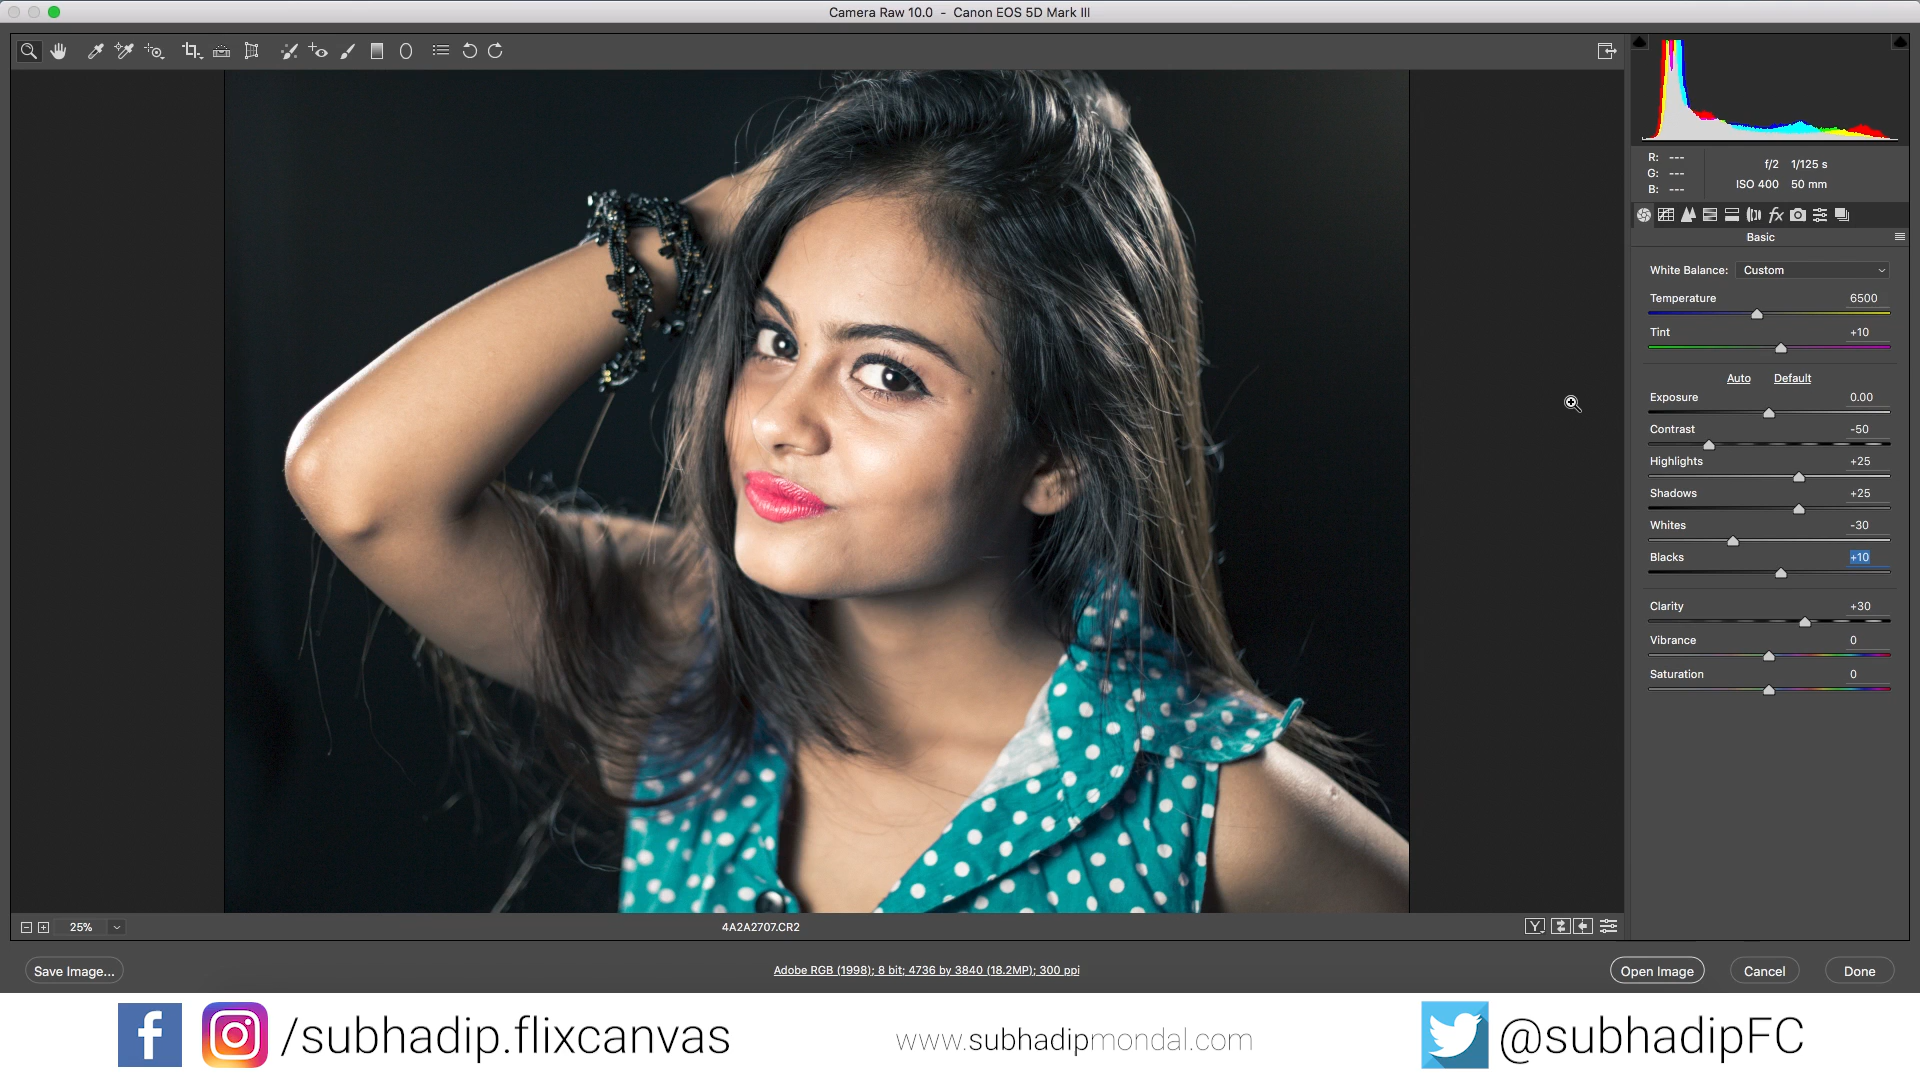 Camera Raw 10.0 - Canon EOS 5D Mark III
R: ---
G: ---
B: ---
f/2 1/125 s
ISO 400 50 mm
fx
Basic
White Balance: Custom
Temperature 6500
Tint +10
Auto Default
Exposure 0.00
Contrast -50
Highlights +25
Shadows +25
Whites -30
Blacks +10
Clarity +30
Vibrance 0
Saturation 0
25%
4A2A2707.CR2
Y
Save Image...
Adobe RGB (1998); 8 bit; 4736 by 3840 (18.2MP); 300 ppi
Open Image
Cancel
Done
f
/subhadip.flixcanvas
www.subhadipmondal.com
@subhadipFC